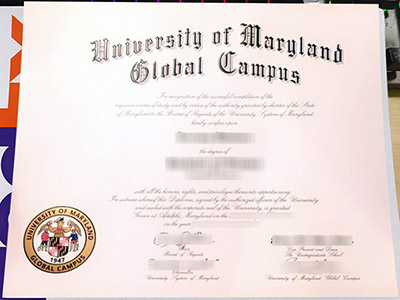 University of Maryland
Global Campus
In recognition of the successful completion of the
requisite course of study and by virtue of the authority granted by charter of the State
of Maryland to the Board of Regents of the University System of Maryland
hereby confers upon
the degree of
with all the honors, rights, and privileges thereunto appertaining
In witness whereof this Diploma, signed by the authorized officers of the University
and sealed with the corporate seal of the University, is granted
Given at Adelphi, Maryland on the
in the year
Chair
Board of Regents
Chancellor
University System of Maryland
The Undergraduate School
University of Maryland Global Campus
UNIVERSITY OF MARYLAND
GLOBAL CAMPUS
1947